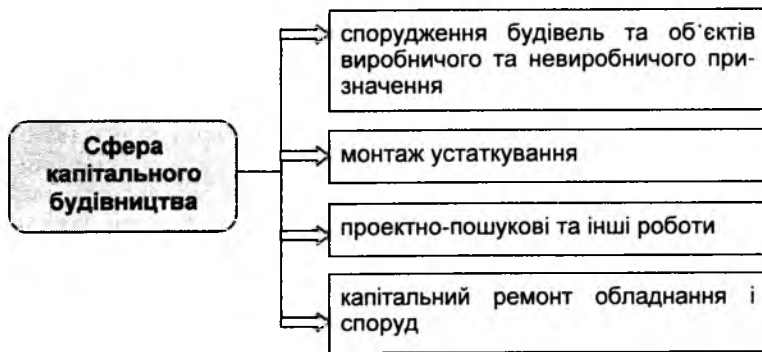 Сфера
капітального
будівництва
спорудження будівель та об'єктів
виробничого та невиробничого при-
значення
монтаж устаткування
проектно-пошукові та інші роботи
капітальний ремонт обладнання і
споруд